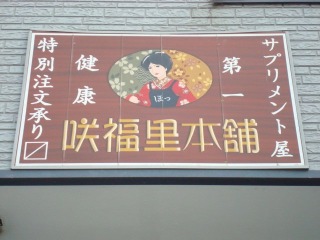 サプリメント屋
第一
健康
特別注文承り〼
ほっ
咲福里本舗